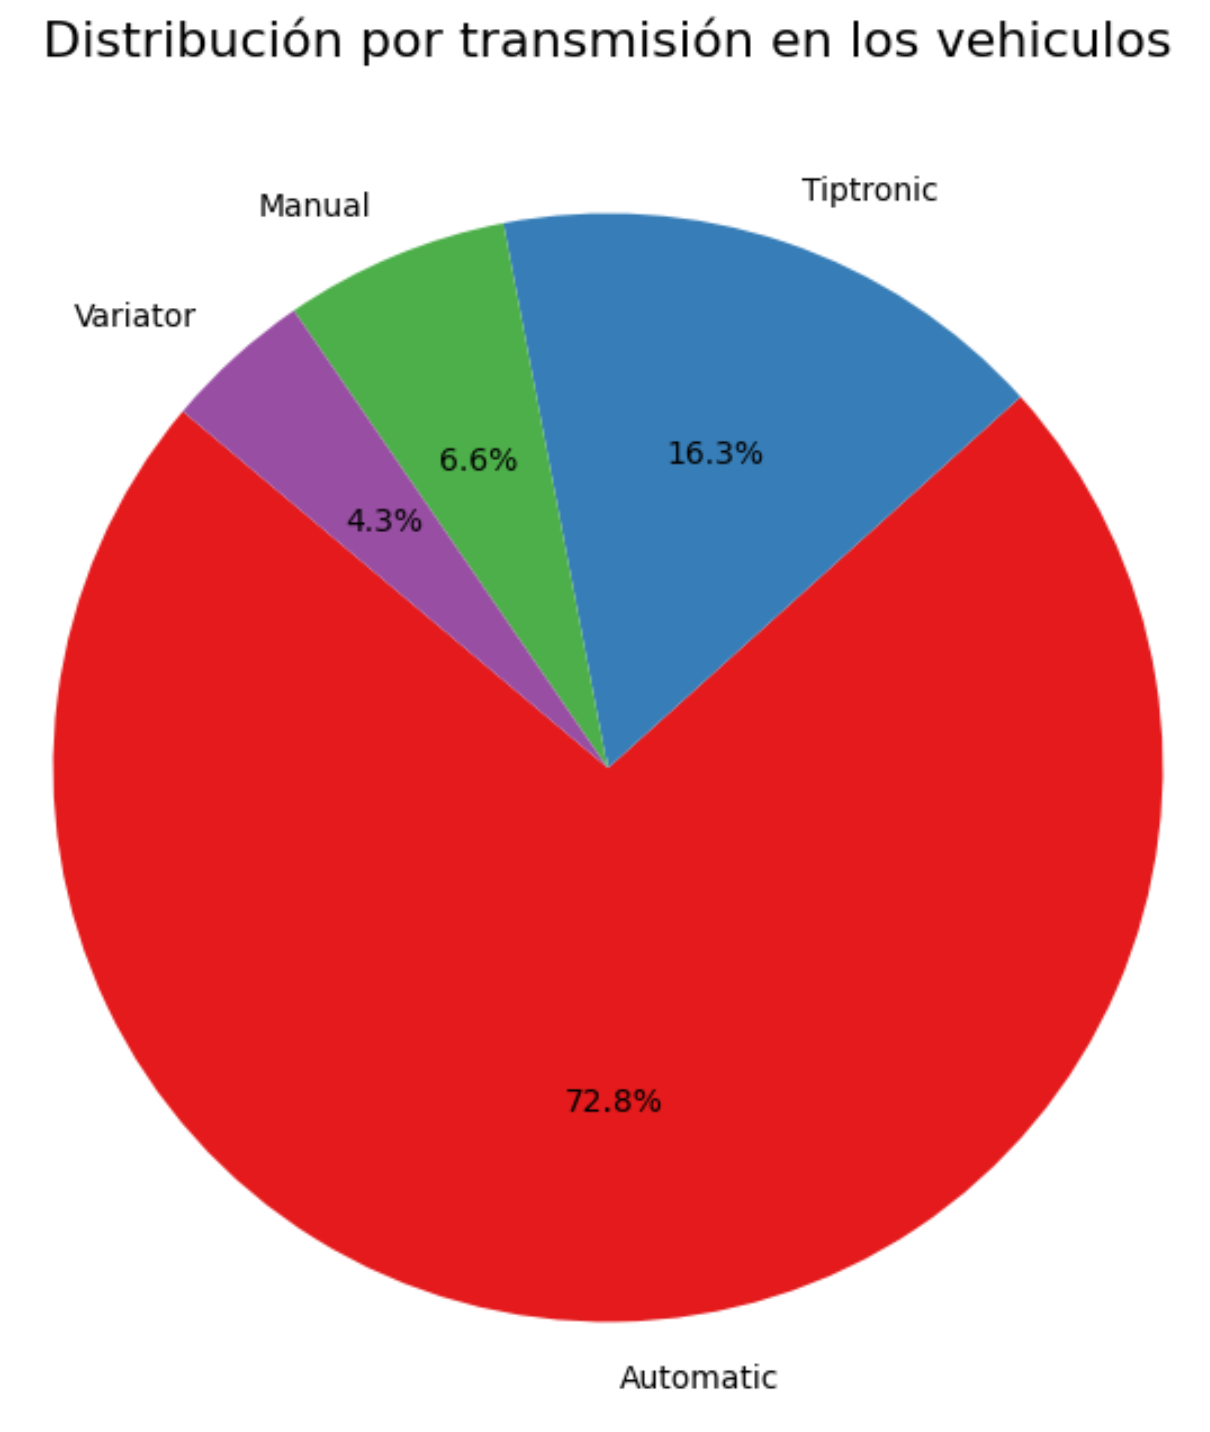 Distribución por transmisión en los vehiculos
Tiptronic
Manual
Variator
16.3%
6.6%
4.3%
72.8%
Automatic